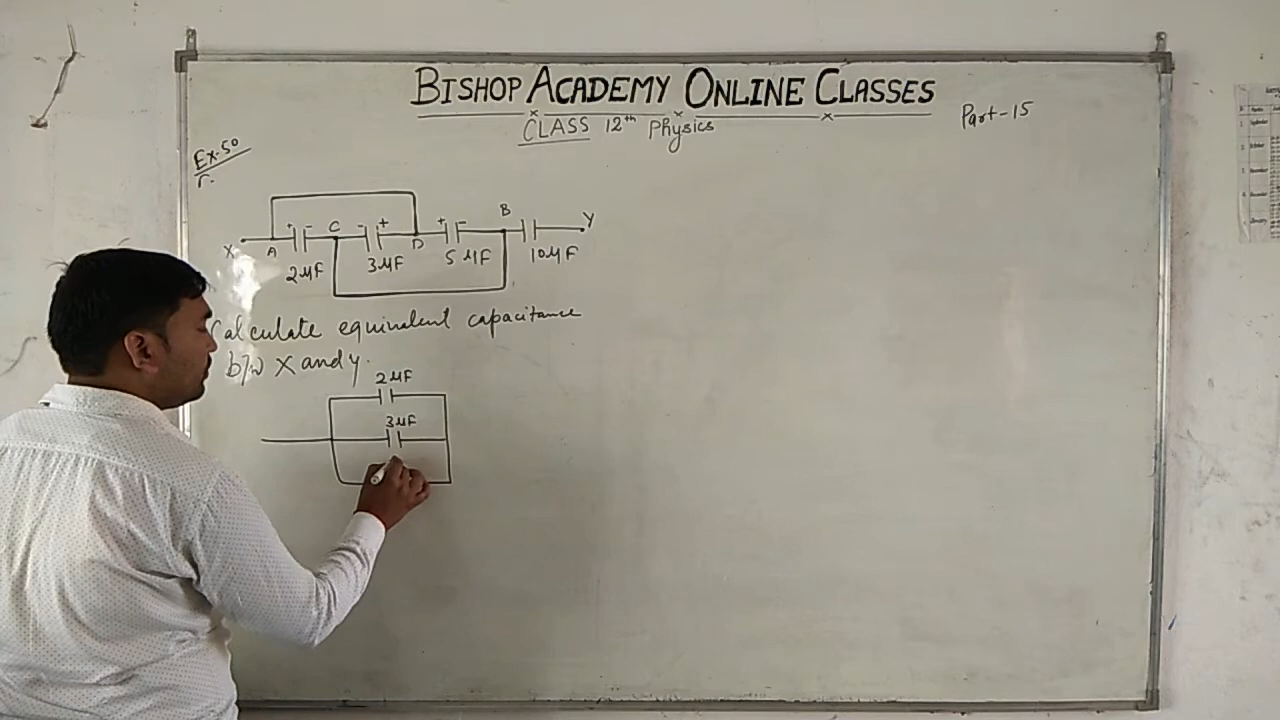 BISHOP ACADEMY ONLINE CLASSES
CLASS 12th Physics
Part-15
Ex.50
X A + - C - + D + - B Y
2μF 3μF 5μF 10μF
Calculate equivalent capacitance
b/w X and y.
2μF
3μF